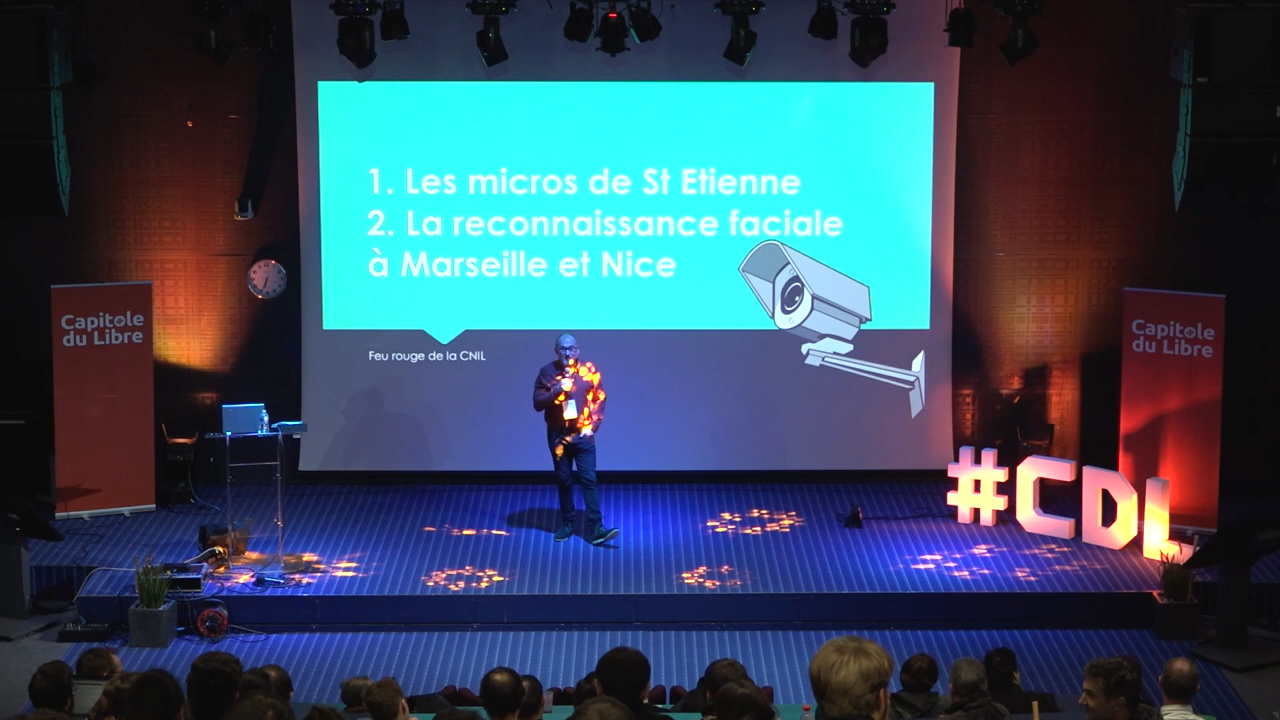 1. Les micros de St Etienne
2. La reconnaissance faciale
à Marseille et Nice
Feu rouge de la CNIL
Capitole
du Libre
Capitole
du Libre
#CDL